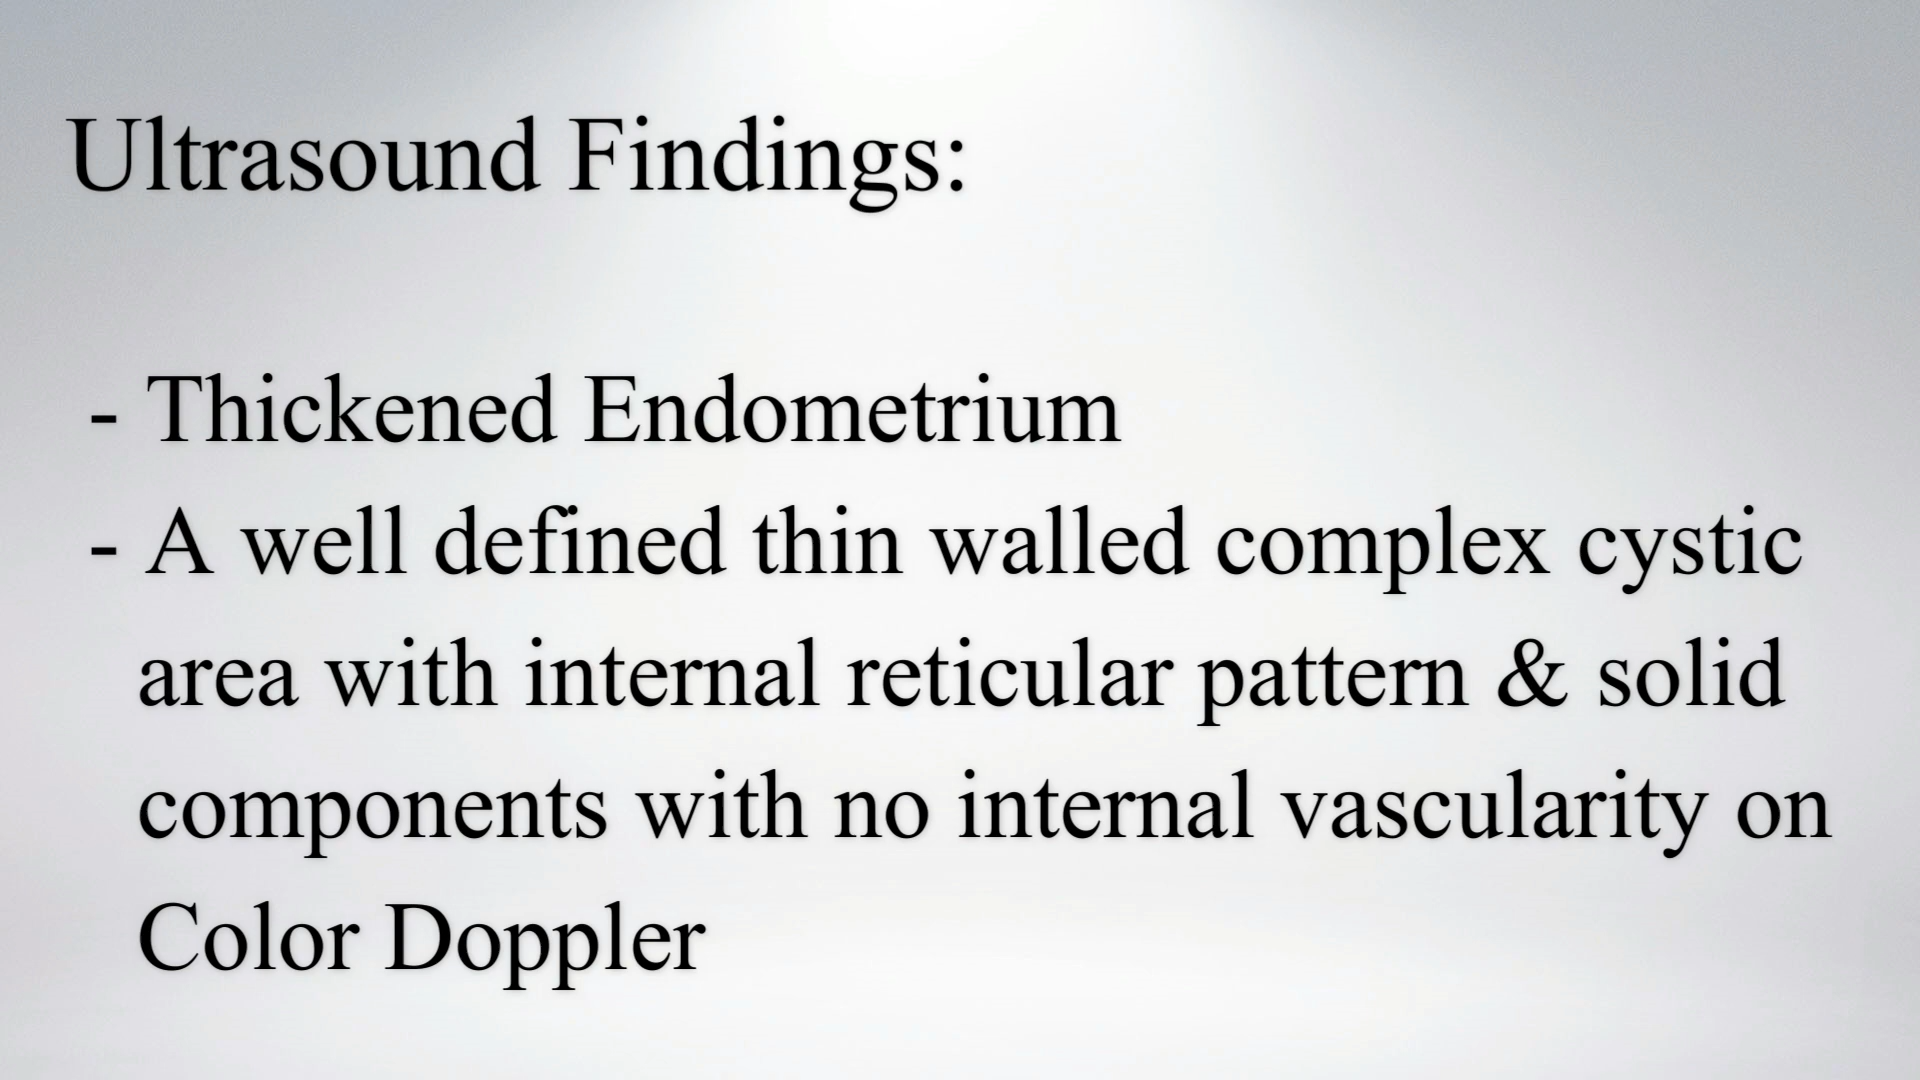 Ultrasound Findings:
- Thickened Endometrium
- A well defined thin walled complex cystic
area with internal reticular pattern & solid
components with no internal vascularity on
Color Doppler